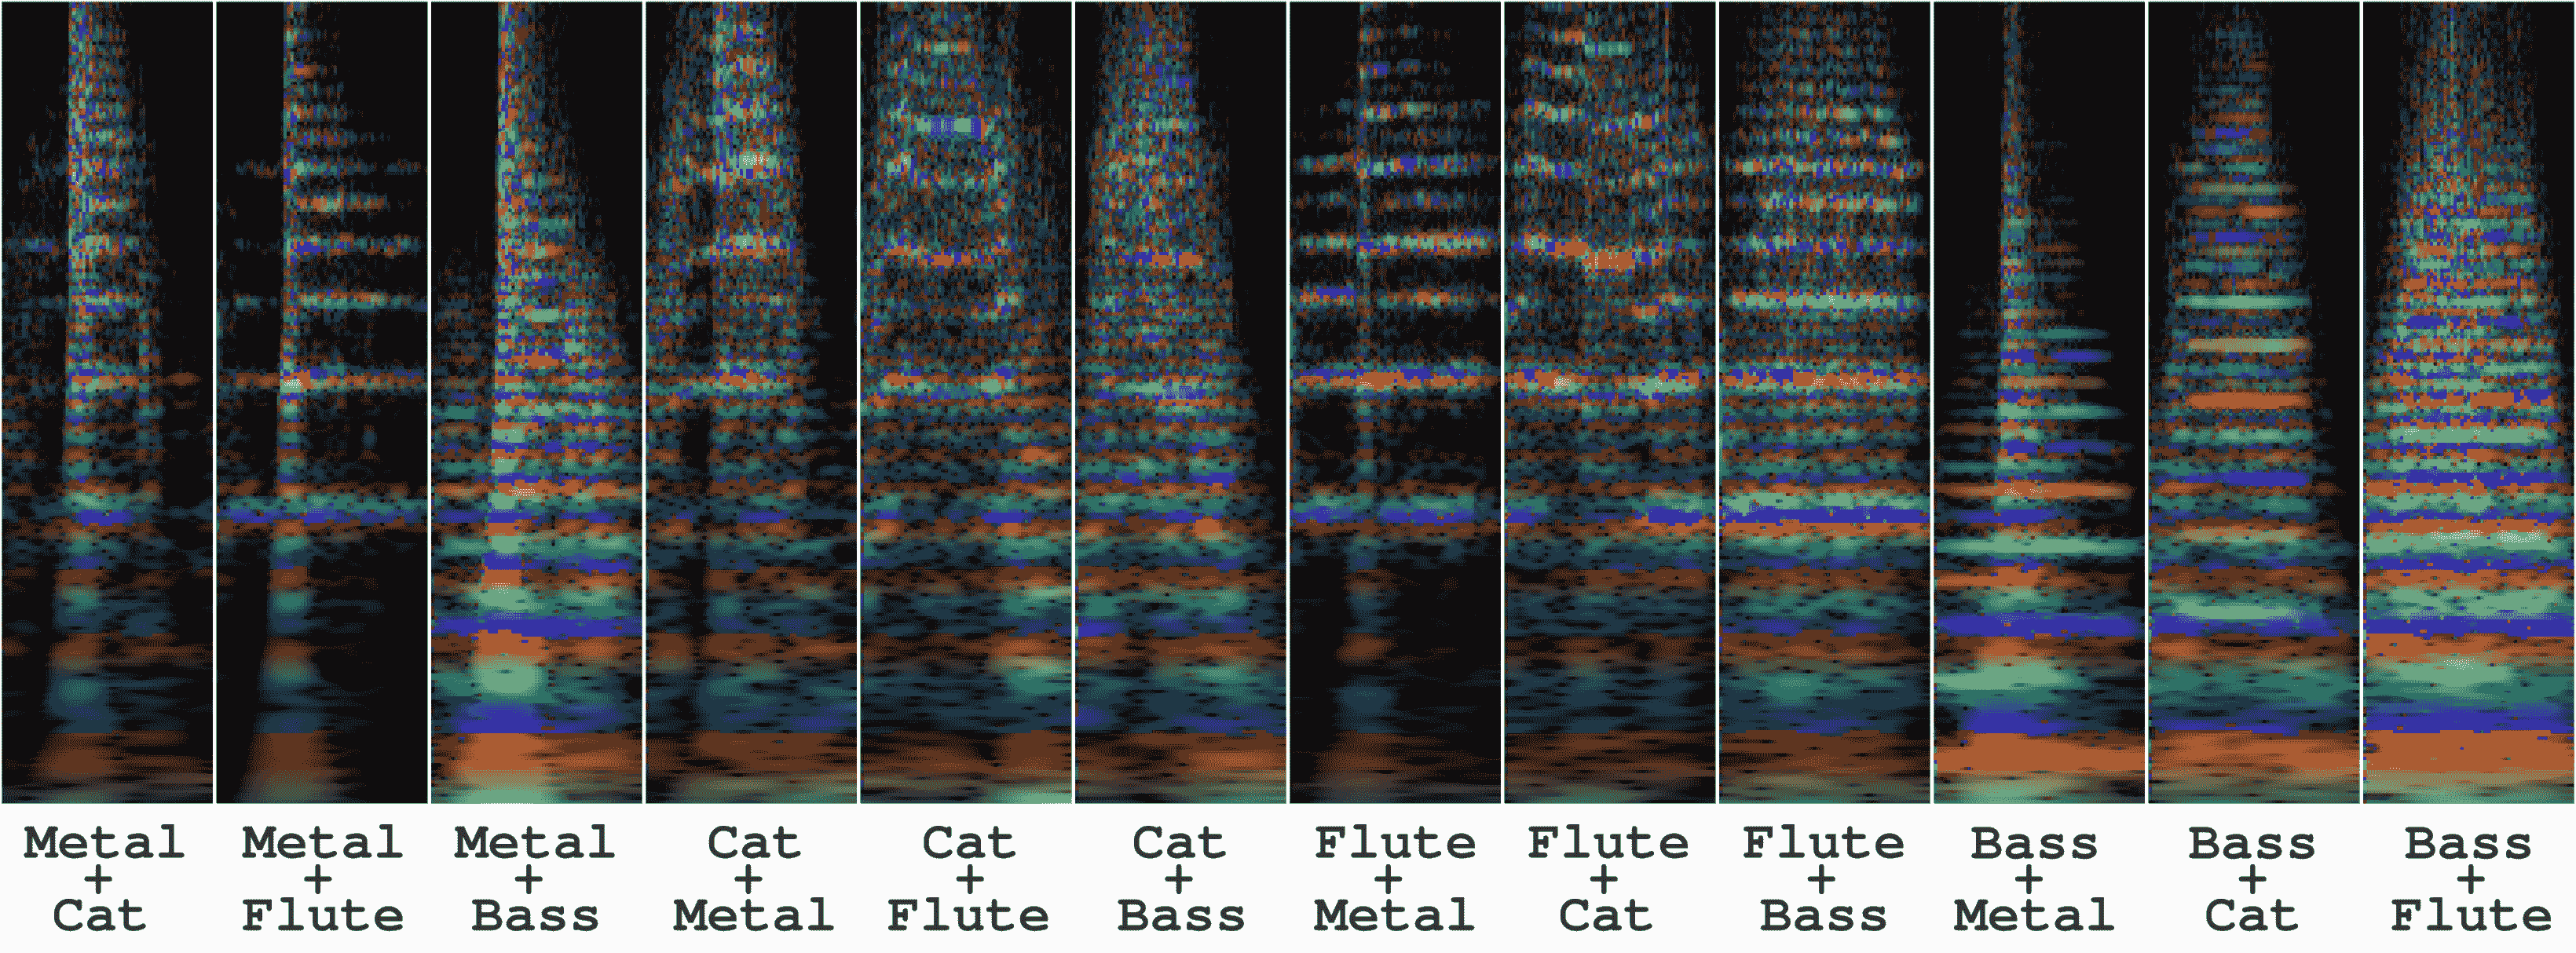 Metal
+
Cat
Metal
+
Flute
Metal
+
Bass
Cat
+
Metal
Cat
+
Flute
Cat
+
Bass
Flute
+
Metal
Flute
+
Cat
Flute
+
Bass
Bass
+
Metal
Bass
+
Cat
Bass
+
Flute